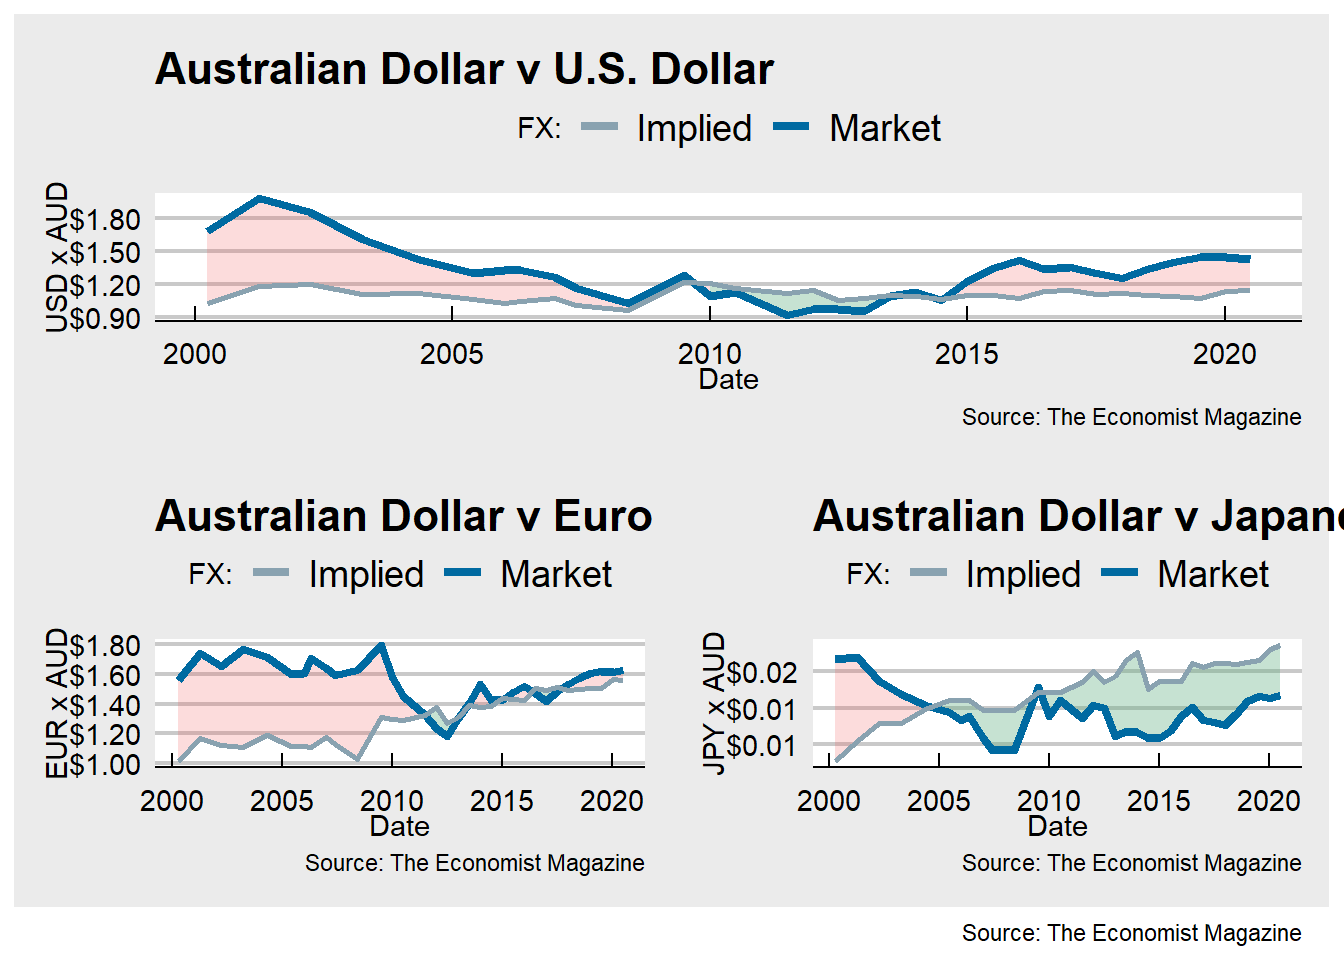 Australian Dollar v U.S. Dollar
FX: Implied Market
USD x AUD
$1.80
$1.50
$1.20
$0.90
2000 2005 2010 2015 2020
Date
Source: The Economist Magazine
Australian Dollar v Euro
FX: Implied Market
EUR x AUD
$1.80
$1.60
$1.40
$1.20
$1.00
2000 2005 2010 2015 2020
Date
Source: The Economist Magazine
Australian Dollar v Japane
FX: Implied Market
JPY x AUD
$0.02
$0.01
$0.01
2000 2005 2010 2015 2020
Date
Source: The Economist Magazine
Source: The Economist Magazine